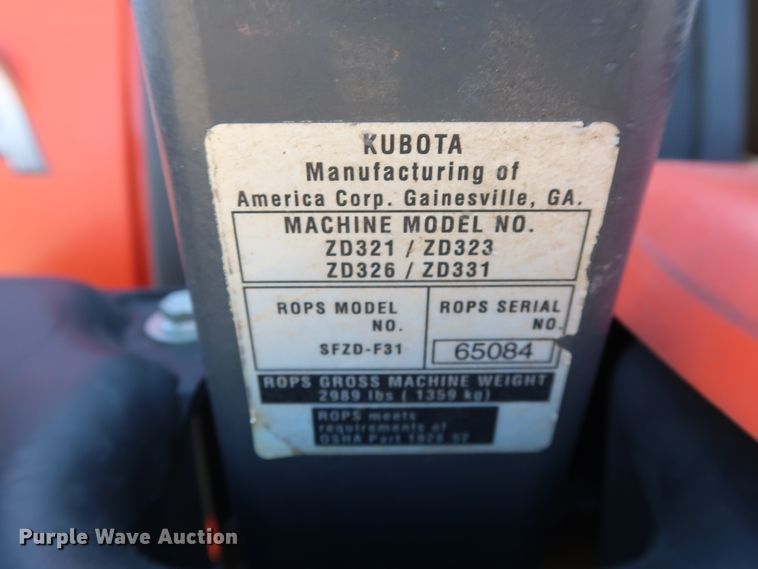 KUBOTA
Manufacturing of
America Corp. Gainesville, GA.
MACHINE MODEL NO.
ZD321 / ZD323
ZD326 / ZD331
ROPS MODEL
NO.
SFZD-F31
ROPS SERIAL
NO.
65084
ROPS GROSS MACHINE WEIGHT
2989 lbs ( 1359 kg)
ROPS meets
requirements of
OSHA Part 1928.52
Purple Wave Auction